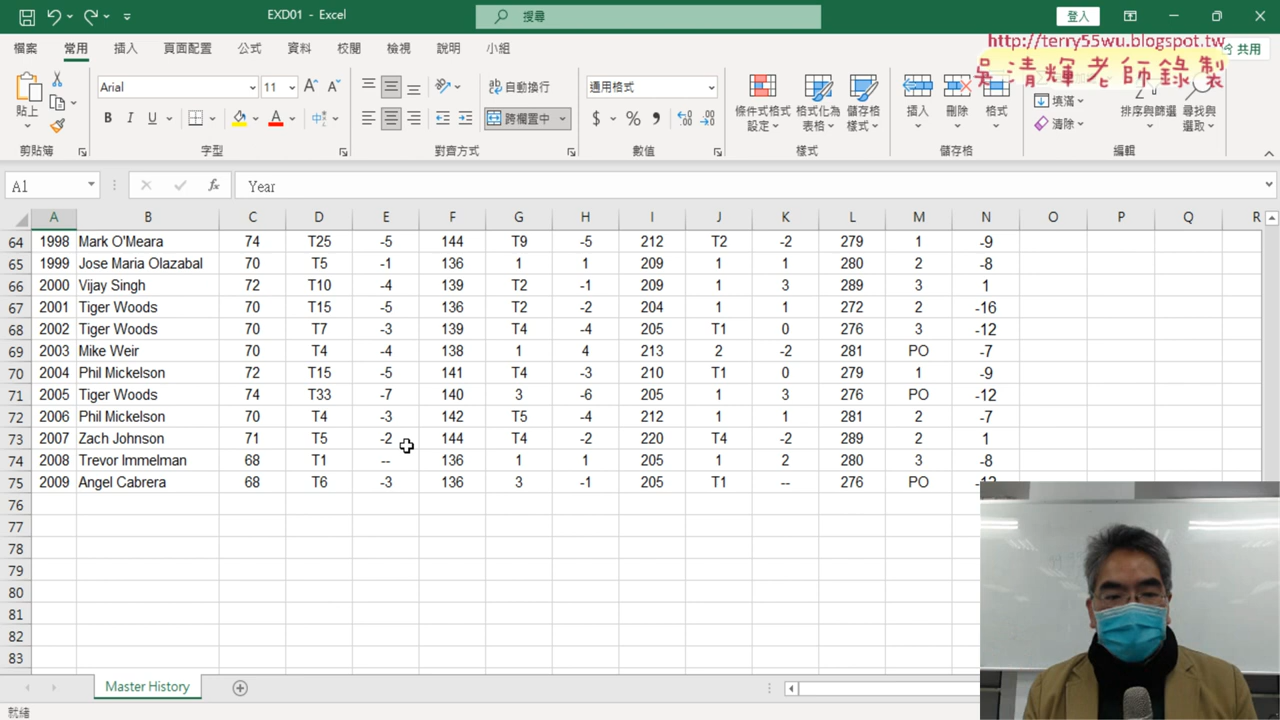 EXD01 - Excel
搜尋
登入
檔案 常用 插入 頁面配置 公式 資料 校閱 檢視 說明 小組 共用
http://terry55wu.blogspot.tw
吳清輝老師錄製
貼上
Arial 11
自動換行
跨欄置中
通用格式
條件式格式設定 格式化為表格 儲存格樣式
插入 刪除 格式
填滿
清除
排序與篩選 尋找與選取
剪貼簿 字型 對齊方式 數值 樣式 儲存格 編輯
A1 fx Year
A B C D E F G H I J K L M N O P Q R
64 1998 Mark O'Meara 74 T25 -5 144 T9 -5 212 T2 -2 279 1 -9
65 1999 Jose Maria Olazabal 70 T5 -1 136 1 1 209 1 1 280 2 -8
66 2000 Vijay Singh 72 T10 -4 139 T2 -1 209 1 3 289 3 1
67 2001 Tiger Woods 70 T15 -5 136 T2 -2 204 1 1 272 2 -16
68 2002 Tiger Woods 70 T7 -3 139 T4 -4 205 T1 0 276 3 -12
69 2003 Mike Weir 70 T4 -4 138 1 4 213 2 -2 281 PO -7
70 2004 Phil Mickelson 72 T15 -5 141 T4 -3 210 T1 0 279 1 -9
71 2005 Tiger Woods 74 T33 -7 140 3 -6 205 1 3 276 PO -12
72 2006 Phil Mickelson 70 T4 -3 142 T5 -4 212 1 1 281 2 -7
73 2007 Zach Johnson 71 T5 -2 144 T4 -2 220 T4 -2 289 2 1
74 2008 Trevor Immelman 68 T1 -- 136 1 1 205 1 2 280 3 -8
75 2009 Angel Cabrera 68 T6 -3 136 3 -1 205 T1 -- 276 PO -12
76
77
78
79
80
81
82
83
Master History
就緒